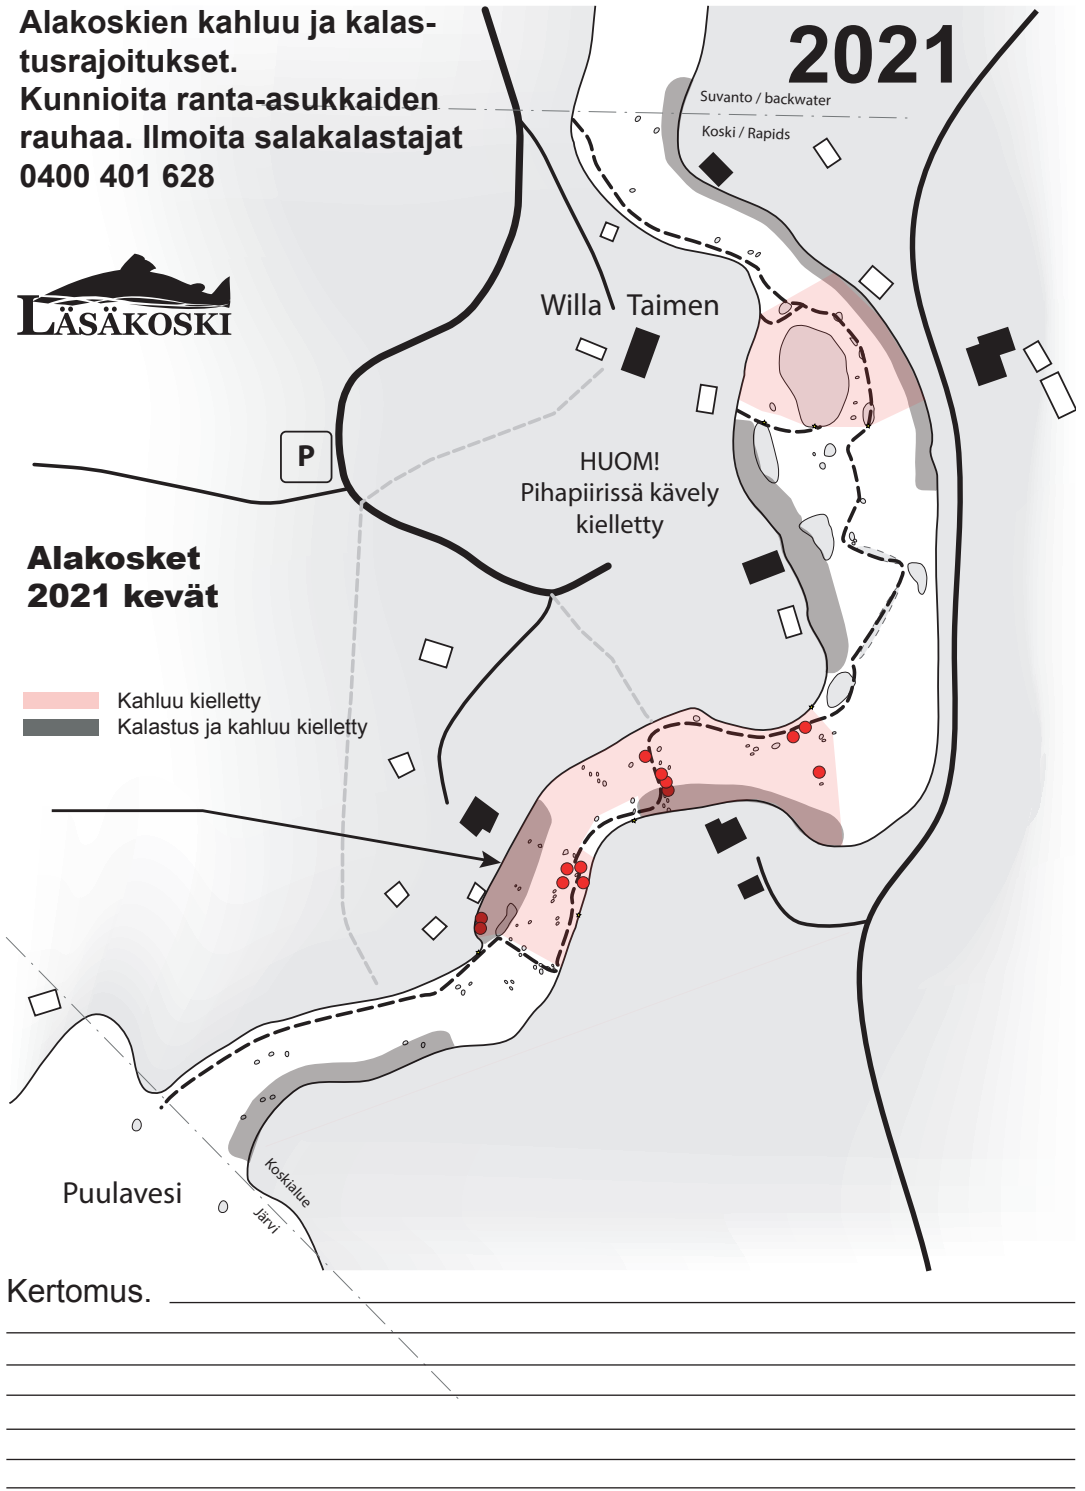 Alakoskien kahluu ja kalas-
tusrajoitukset.
Kunnioita ranta-asukkaiden
rauhaa. Ilmoita salakalastajat
0400 401 628
2021
Suvanto / backwater
Koski / Rapids
LÄSÄKOSKI
Willa Taimen
P
HUOM!
Pihapiirissä kävely
kielletty
Alakosket
2021 kevät
Kahluu kielletty
Kalastus ja kahluu kielletty
Puulavesi
Koskialue
Järvi
Kertomus.